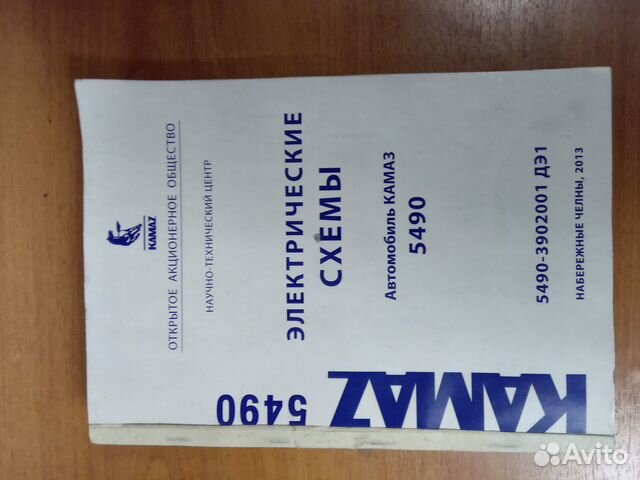 KAMAZ
ОТКРЫТОЕ АКЦИОНЕРНОЕ ОБЩЕСТВО
НАУЧНО-ТЕХНИЧЕСКИЙ ЦЕНТР
ЭЛЕКТРИЧЕСКИЕ
СХЕМЫ
Автомобиль КАМАЗ
5490
5490-3902001 ДЭ1
НАБЕРЕЖНЫЕ ЧЕЛНЫ, 2013
5490
KAMAZ
Avito